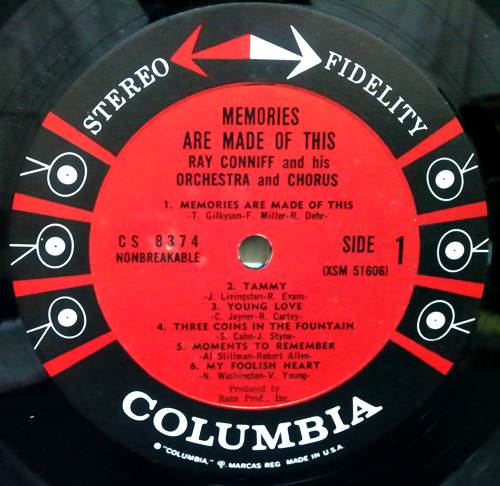 STEREO FIDELITY
MEMORIES
ARE MADE OF THIS
RAY CONNIFF and his
ORCHESTRA and CHORUS
1. MEMORIES ARE MADE OF THIS
-T. Gilkyson-F. Miller-R. Dehr-
CS 8374
NONBREAKABLE
SIDE 1
(XSM 51606)
2. TAMMY
-J. Livingston-R. Evans-
3. YOUNG LOVE
-C. Joyner-R. Cartey-
4. THREE COINS IN THE FOUNTAIN
-S. Cahn-J. Styne-
5. MOMENTS TO REMEMBER
-Al Stillman-Robert Allen-
6. MY FOOLISH HEART
-N. Washington-V. Young-
Produced by
Rann Prod., Inc.
COLUMBIA
® "COLUMBIA," MARCAS REG. MADE IN U.S.A.